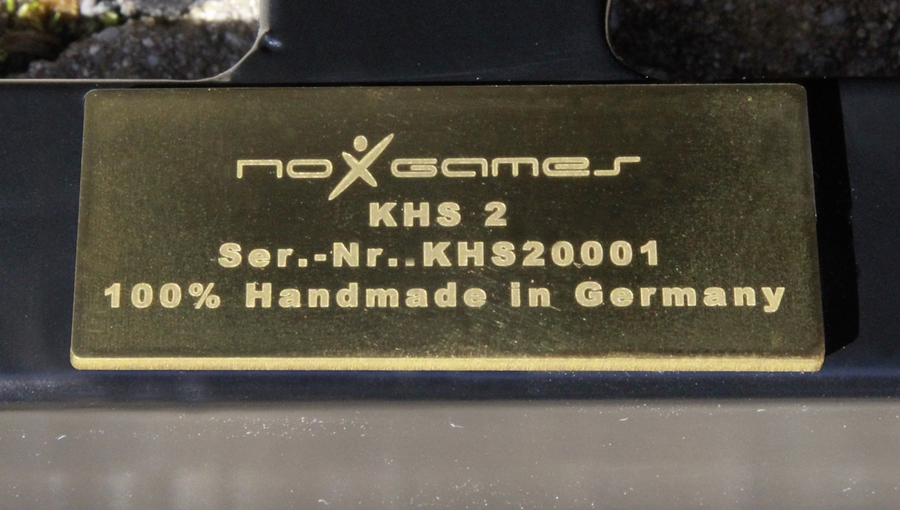 noXgames
KHS 2
Ser.-Nr..KHS20001
100% Handmade in Germany